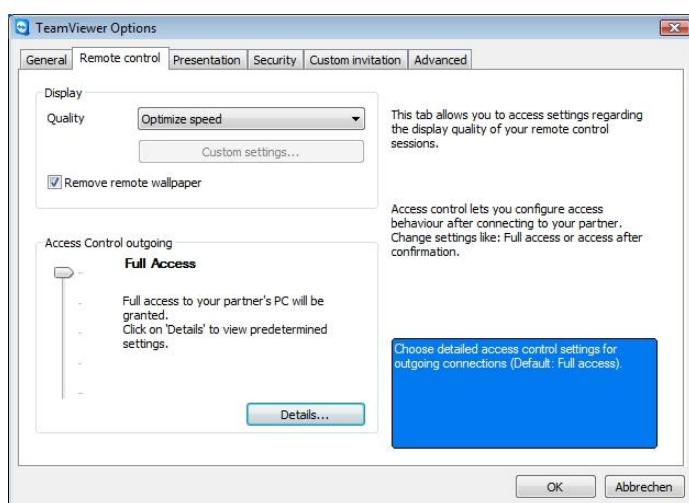 TeamViewer Options
General Remote control Presentation Security Custom invitation Advanced
Display
Quality
Optimize speed
Custom settings...
Remove remote wallpaper
This tab allows you to access settings regarding
the display quality of your remote control
sessions.
Access Control outgoing
Full Access
Full access to your partner's PC will be
granted.
Click on 'Details' to view predetermined
settings.
Details...
Access control lets you configure access
behaviour after connecting to your partner.
Change settings like: Full access or access after
confirmation.
Choose detailed access control settings for
outgoing connections (Default: Full access).
OK Abbrechen